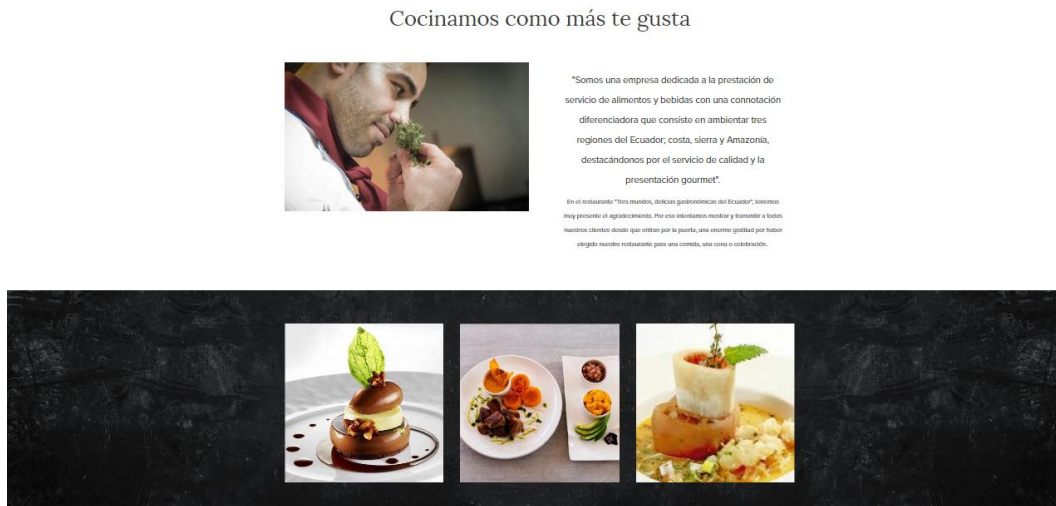 Cocinamos como más te gusta
"Somos una empresa dedicada a la prestación de
servicio de alimentos y bebidas con una connotación
diferenciadora que consiste en ambientar tres
regiones del Ecuador; costa, sierra y Amazonía,
destacándonos por el servicio de calidad y la
presentación gourmet".
En el restaurante "Tres mundos, delicias gastronómicas del Ecuador", tenemos
muy presente el agradecimiento. Por eso intentamos mostrar y transmitir a todos
nuestros clientes desde que entran por la puerta, una enorme gratitud por haber
elegido nuestro restaurante para una comida, una cena o celebración.